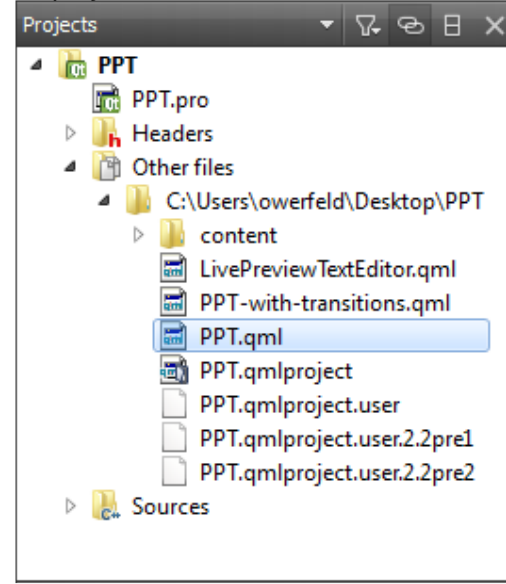 Projects
PPT
PPT.pro
Headers
Other files
C:\Users\owerfeld\Desktop\PPT
content
LivePreviewTextEditor.qml
PPT-with-transitions.qml
PPT.qml
PPT.qmlproject
PPT.qmlproject.user
PPT.qmlproject.user.2.2pre1
PPT.qmlproject.user.2.2pre2
Sources